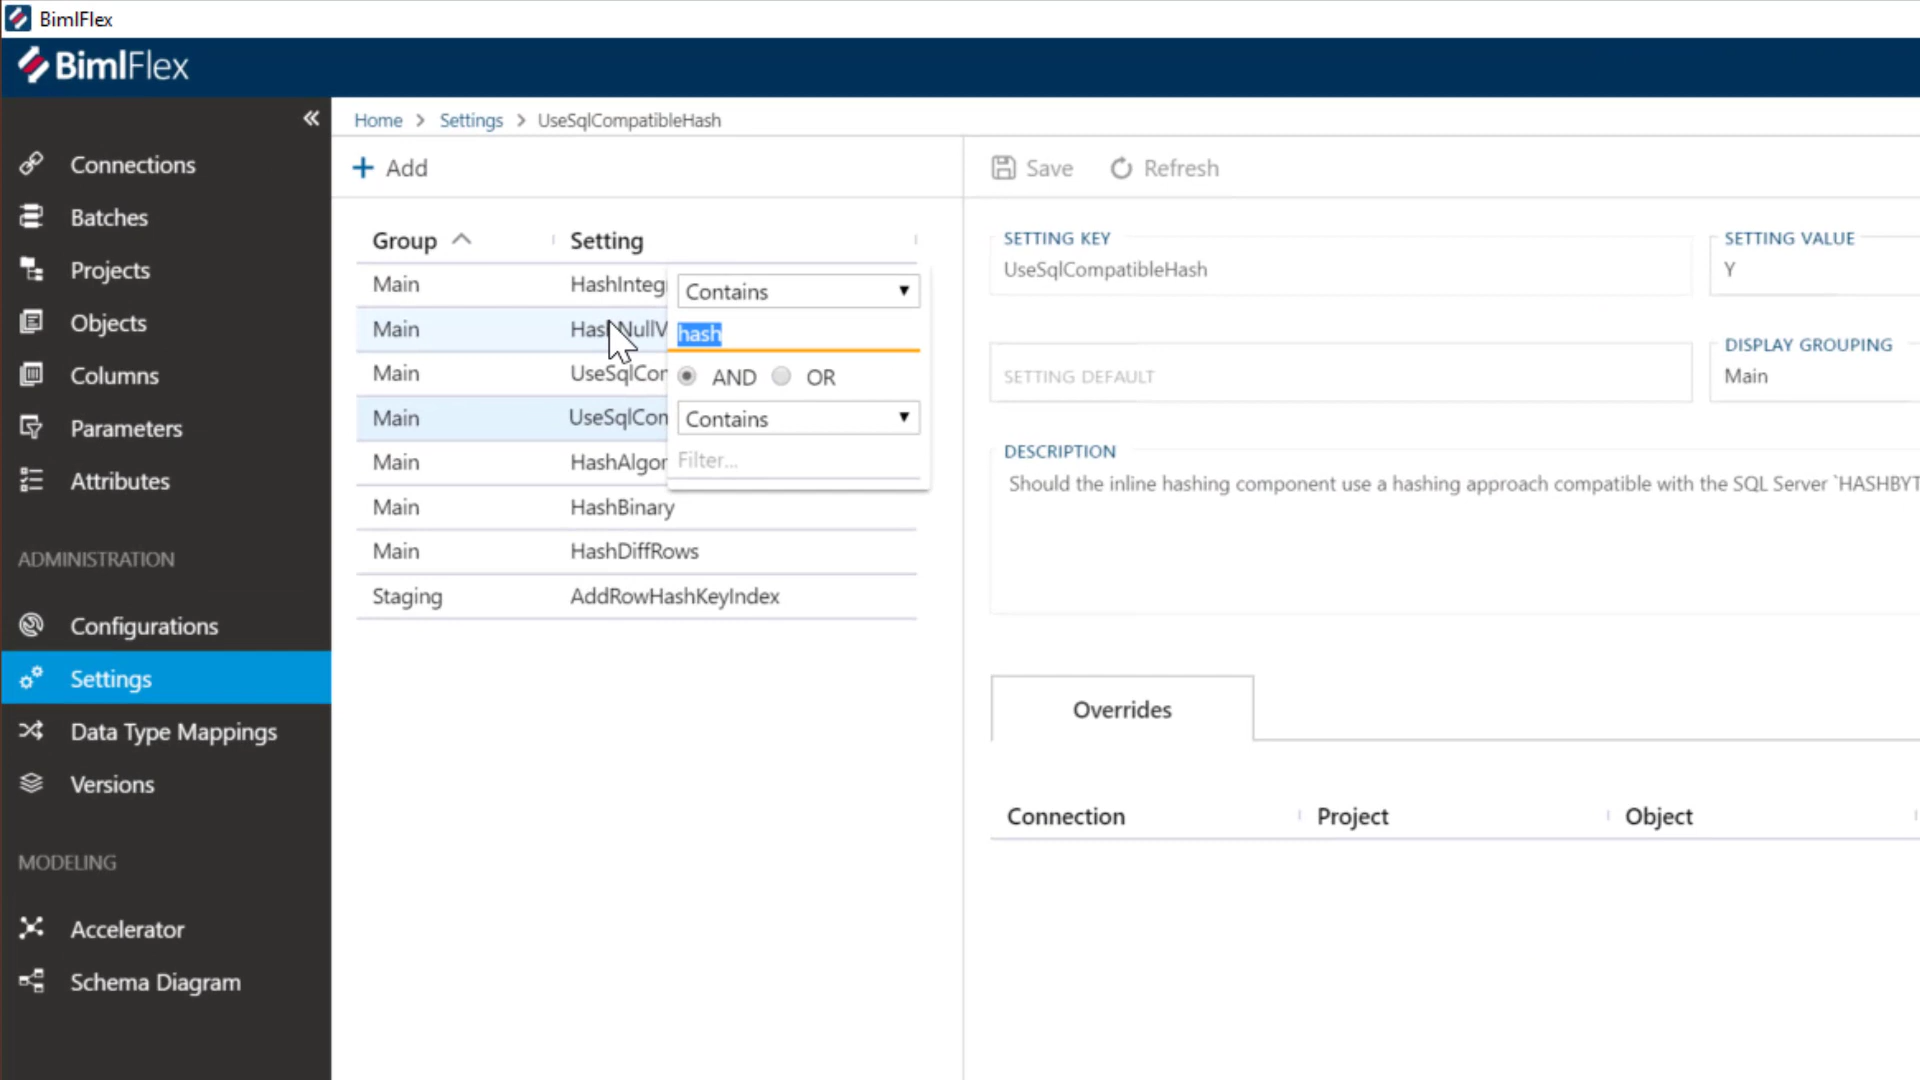 BimlFlex
BimlFlex
Connections
Batches
Projects
Objects
Columns
Parameters
Attributes
ADMINISTRATION
Configurations
Settings
Data Type Mappings
Versions
MODELING
Accelerator
Schema Diagram
Home > Settings > UseSqlCompatibleHash
+ Add
Group Setting
Main HashInteg
Main Hash
Main UseSqlCom
Main UseSqlCom
Main HashAlgor
Main HashBinary
Main HashDiffRows
Staging AddRowHashKeyIndex
Contains
hash
AND OR
Contains
Filter...
Save Refresh
SETTING KEY
UseSqlCompatibleHash
SETTING VALUE
Y
SETTING DEFAULT
DISPLAY GROUPING
Main
DESCRIPTION
Should the inline hashing component use a hashing approach compatible with the SQL Server `HASHBYT
Overrides
Connection Project Object